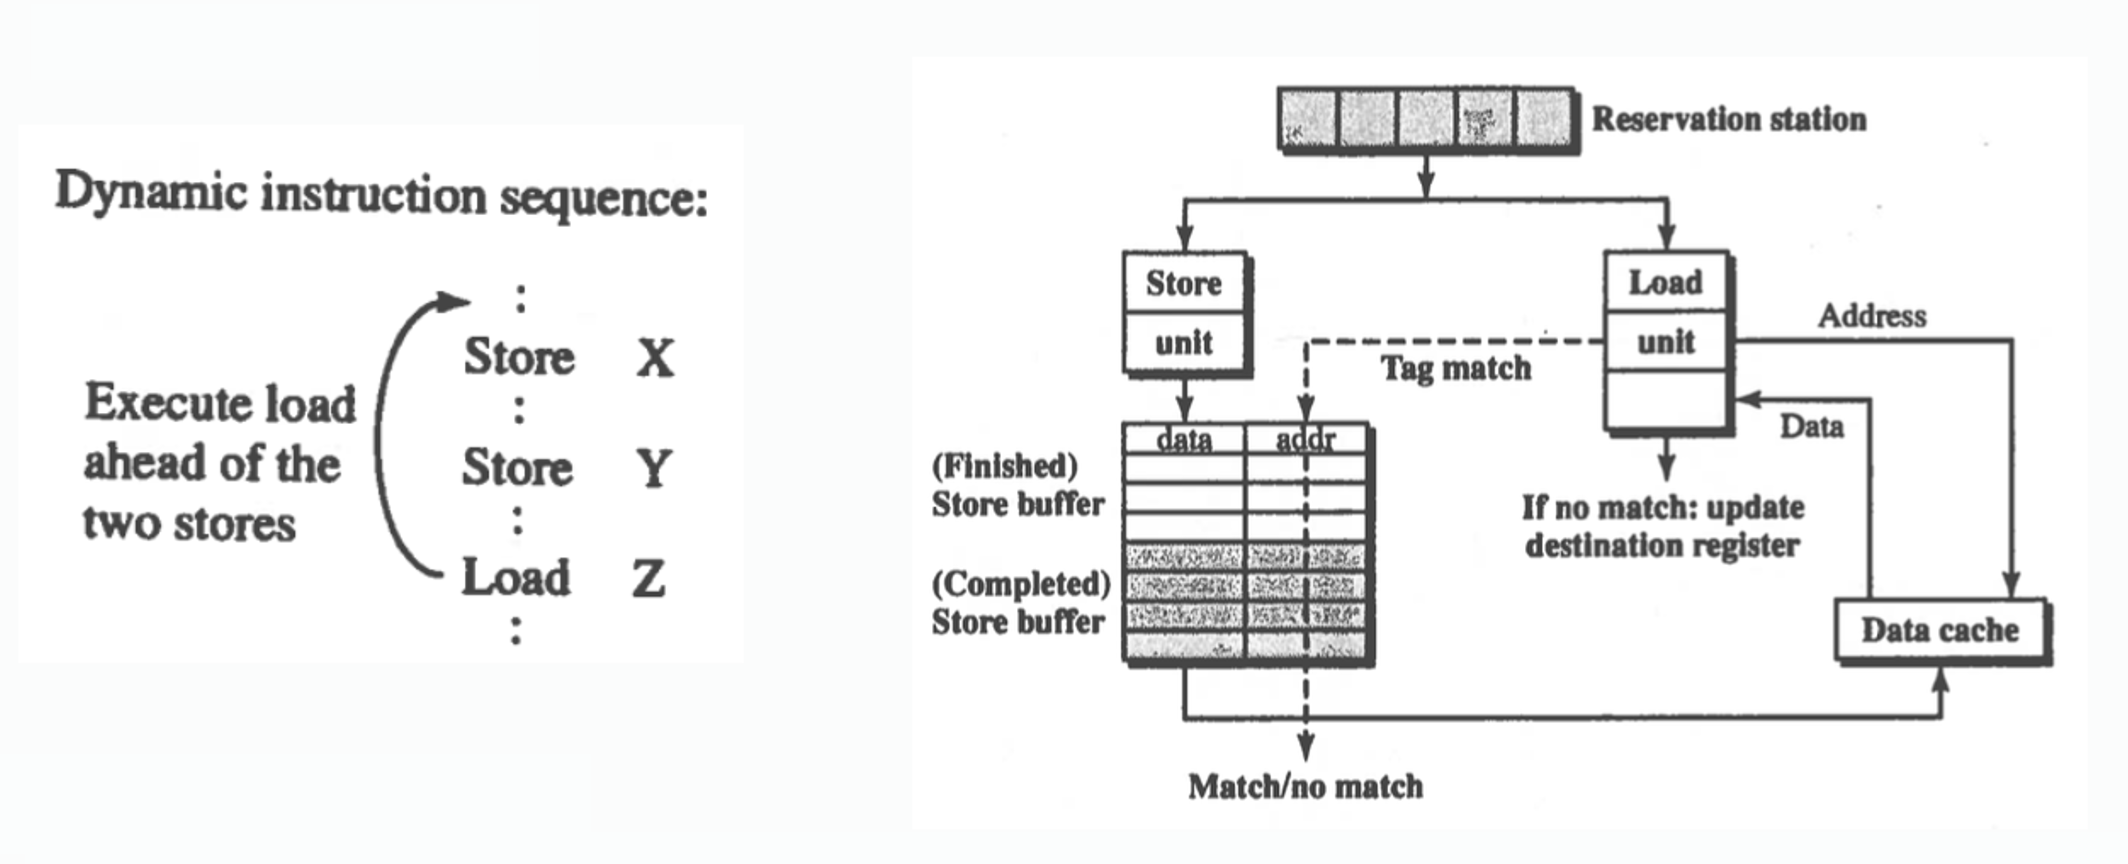 Dynamic instruction sequence:
:
Store X
:
Store Y
:
Load Z
:
Execute load
ahead of the
two stores
Reservation station
Store
unit
Load
unit
Address
Tag match
Data
data addr
(Finished)
Store buffer
(Completed)
Store buffer
If no match: update
destination register
Data cache
Match/no match